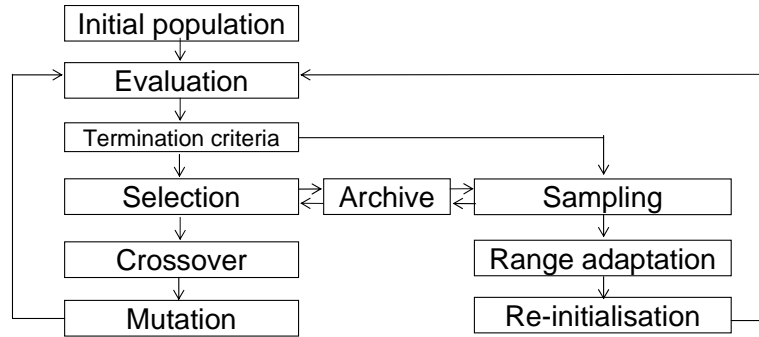 Initial population
Evaluation
Termination criteria
Selection
Archive
Sampling
Crossover
Range adaptation
Mutation
Re-initialisation